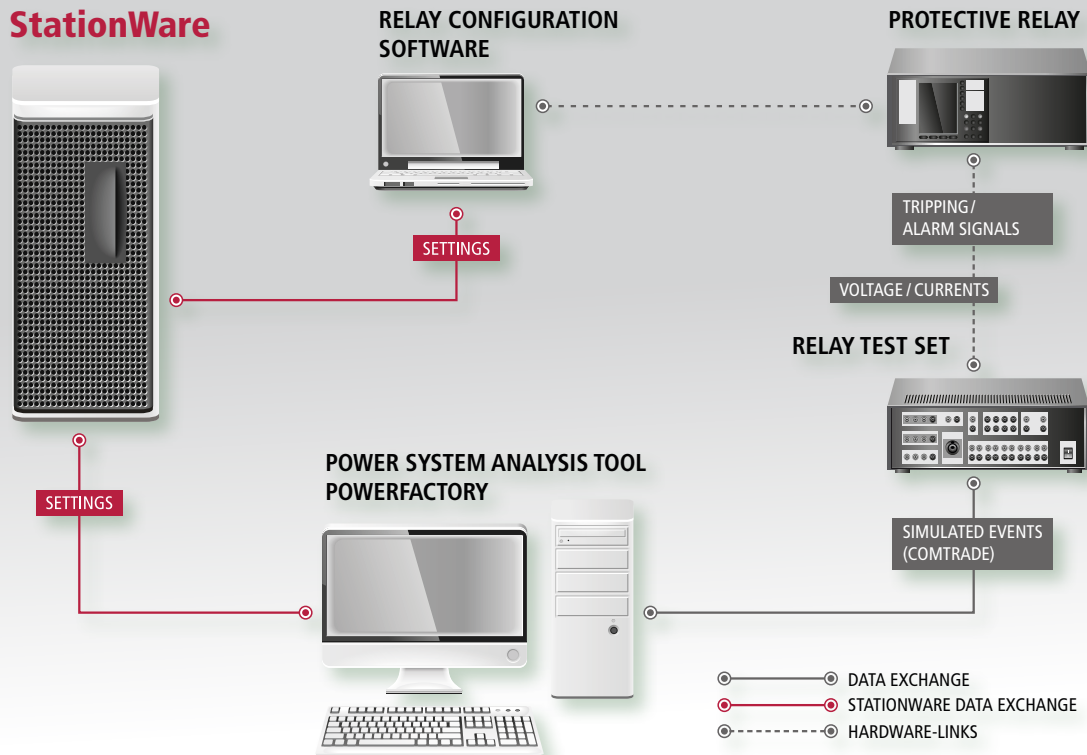 StationWare
RELAY CONFIGURATION
SOFTWARE
PROTECTIVE RELAY
SETTINGS
TRIPPING /
ALARM SIGNALS
VOLTAGE / CURRENTS
RELAY TEST SET
POWER SYSTEM ANALYSIS TOOL
POWERFACTORY
SETTINGS
SIMULATED EVENTS
(COMTRADE)
DATA EXCHANGE
STATIONWARE DATA EXCHANGE
HARDWARE-LINKS